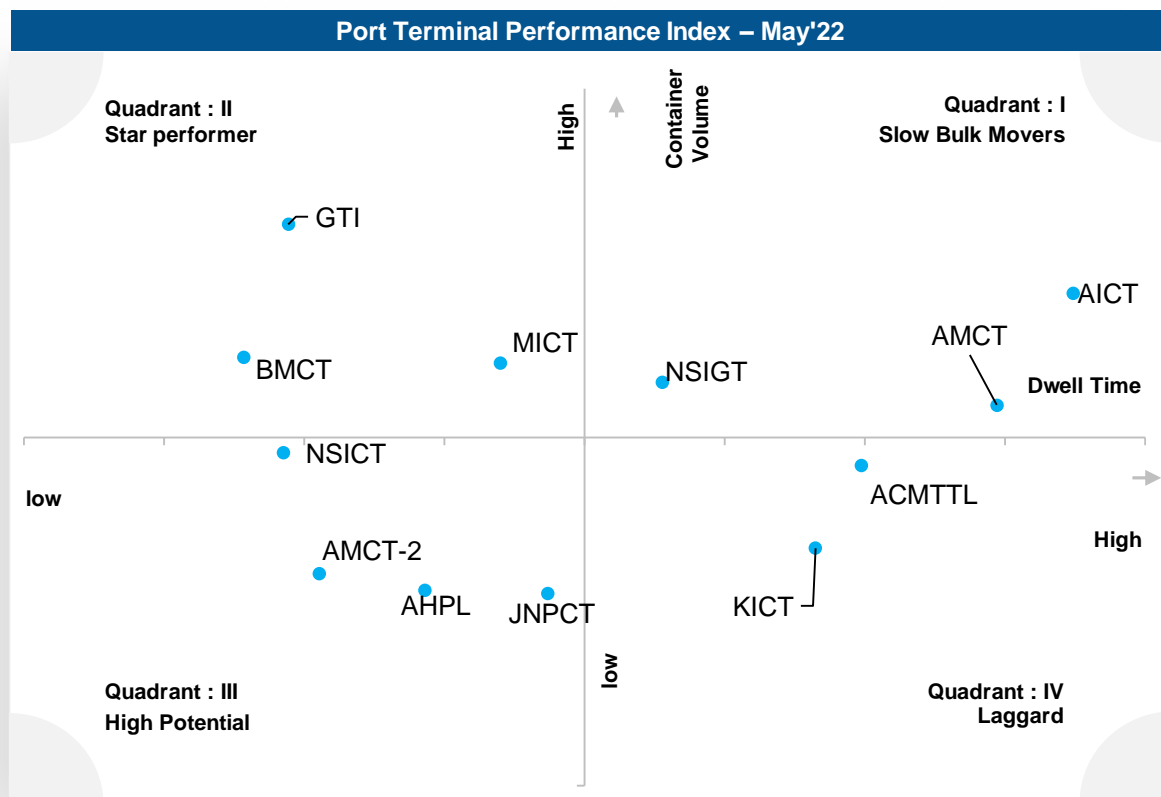 Port Terminal Performance Index – May'22
Quadrant : II
Star performer
High
Container
Volume
Quadrant : I
Slow Bulk Movers
GTI
AICT
AMCT
MICT
BMCT
NSIGT
Dwell Time
NSICT
low
ACMTTL
High
AMCT-2
AHPL
JNPCT
KICT
low
Quadrant : III
High Potential
Quadrant : IV
Laggard